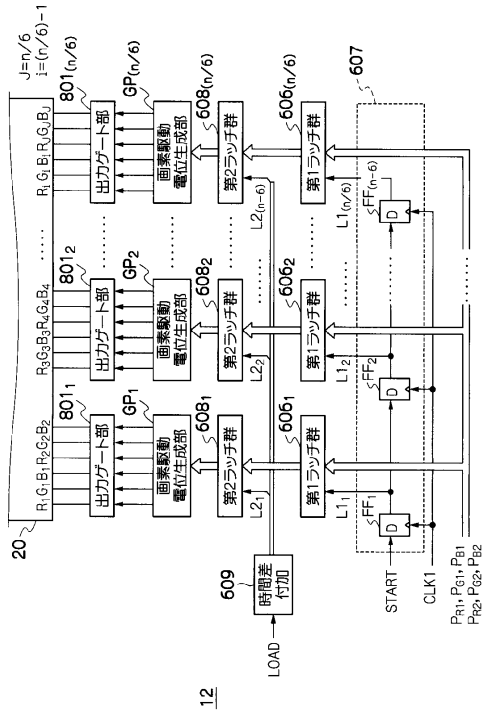 12
J=n/6
i=(n/6)-1
20
R1G1B1R2G2B2
R3G3B3R4G4B4
‥‥
RiGiBiRJGJBJ
8011
出力ゲート部
8012
出力ゲート部
‥‥‥
801(n/6)
出力ゲート部
GP1
画素駆動
電位生成部
GP2
画素駆動
電位生成部
‥‥‥
GP(n/6)
画素駆動
電位生成部
6081
第2ラッチ群
6082
第2ラッチ群
‥‥‥
608(n/6)
第2ラッチ群
L21
L22
‥‥‥
L2(n-6)
609
時間差
付加
LOAD
6061
第1ラッチ群
6062
第1ラッチ群
‥‥‥
606(n/6)
第1ラッチ群
L11
L12
‥‥‥
L1(n/6)
607
FF1
D
FF2
D
‥‥‥
FF(n-6)
D
START
CLK1
PR1, PG1, PB1
PR2, PG2, PB2